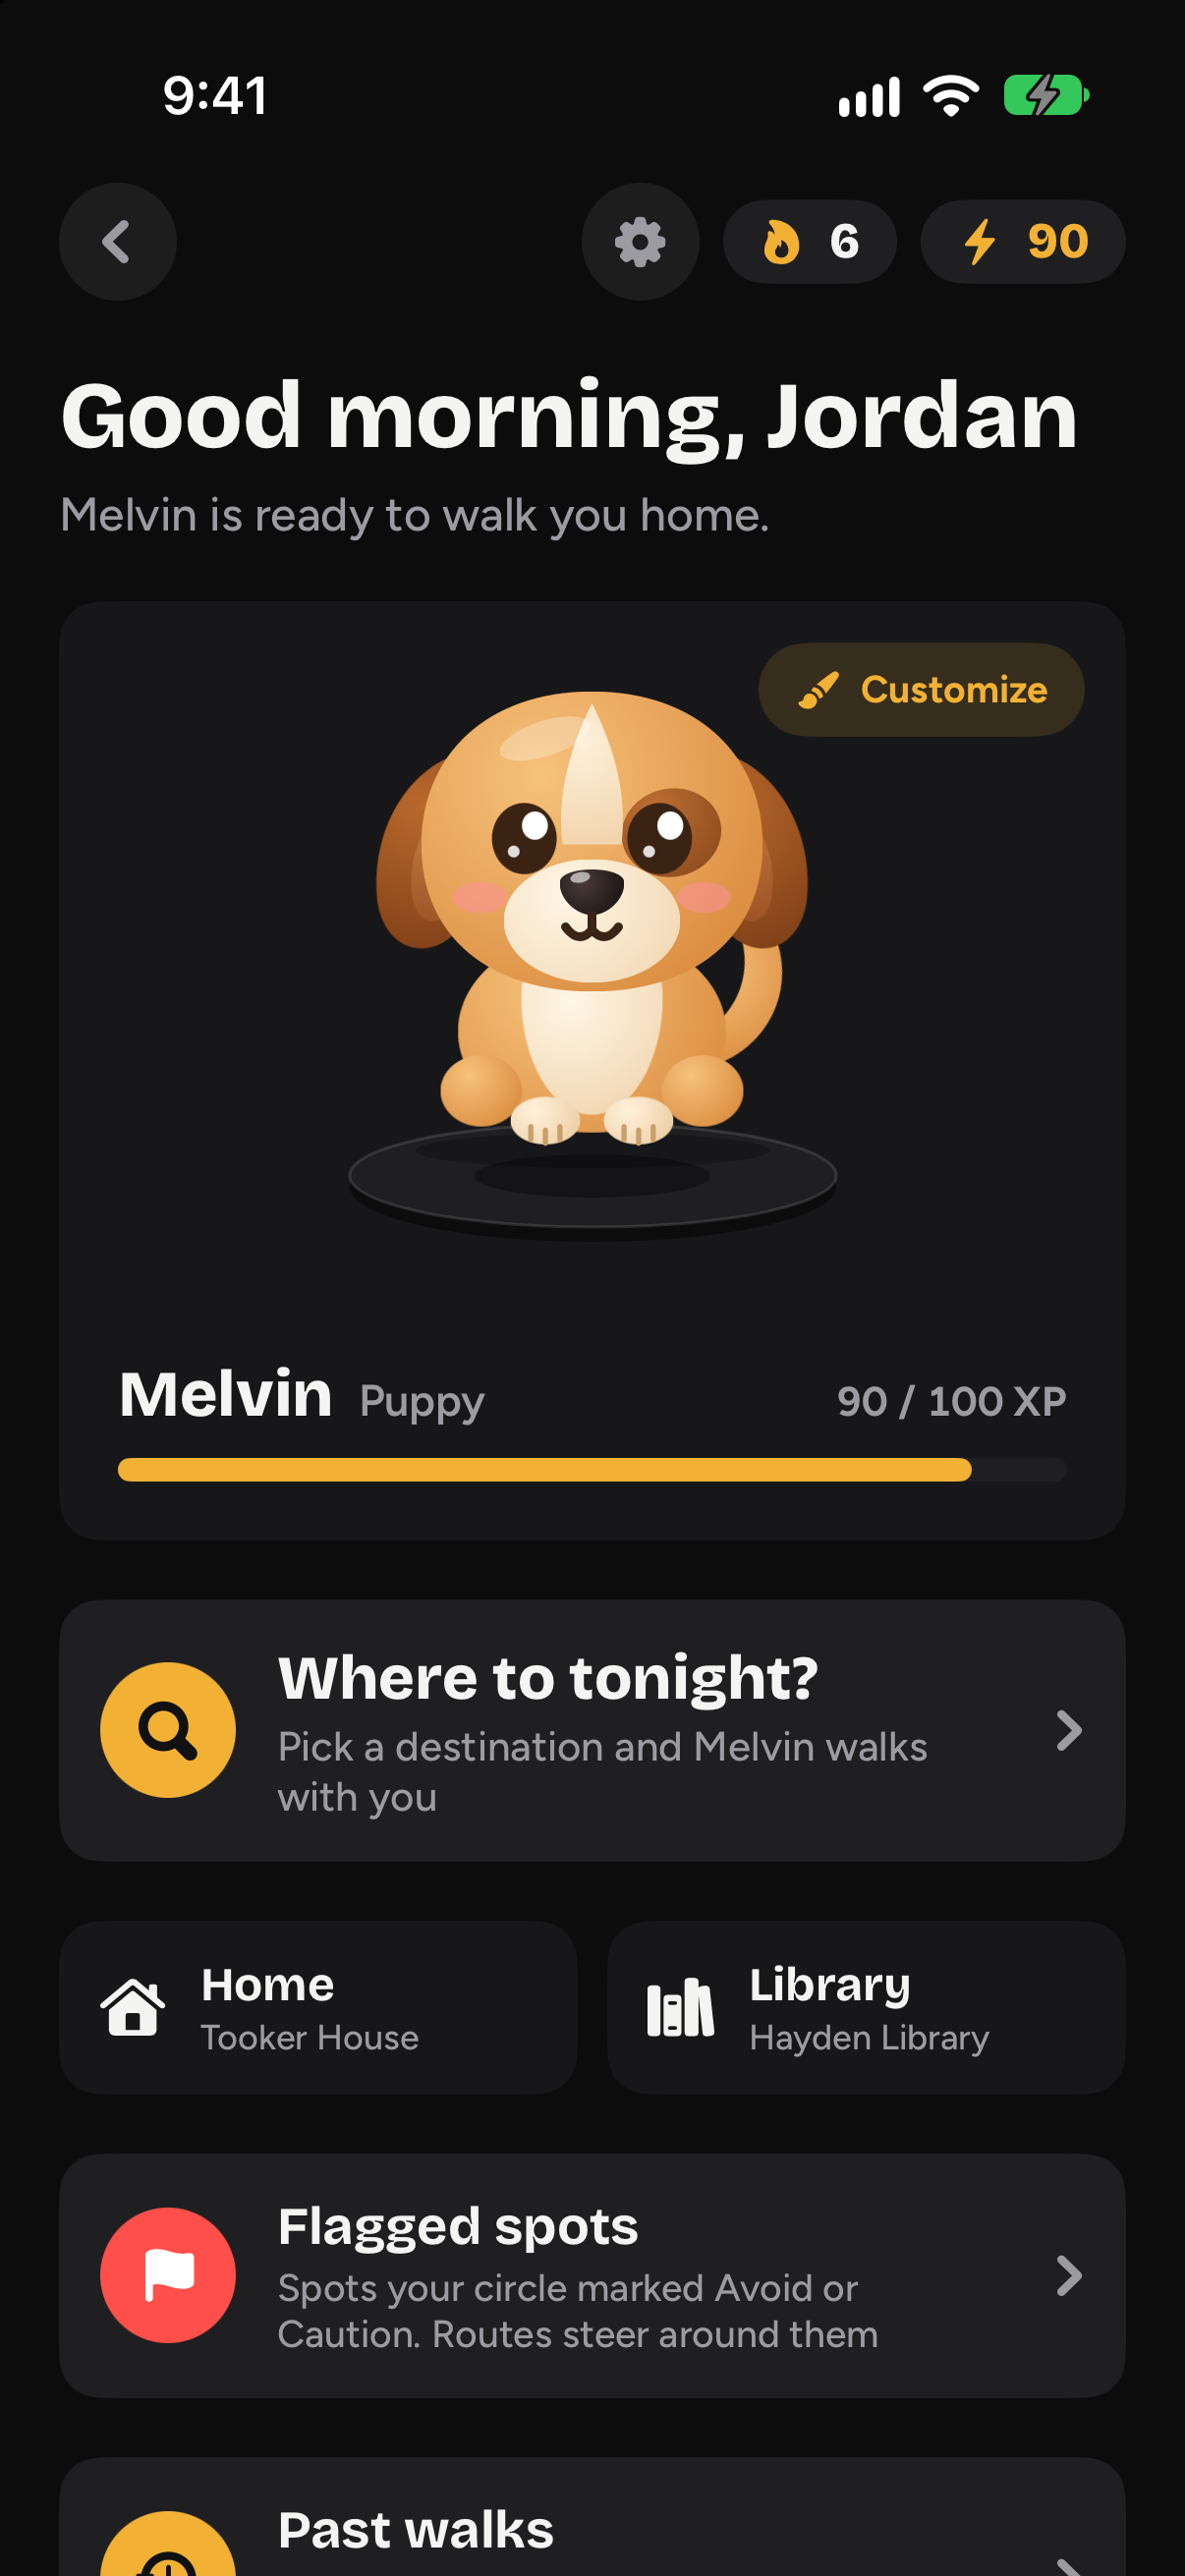 9:41
6
90
Good morning, Jordan
Melvin is ready to walk you home.
Customize
Melvin Puppy
90 / 100 XP
Where to tonight?
Pick a destination and Melvin walks
with you
Home
Tooker House
Library
Hayden Library
Flagged spots
Spots your circle marked Avoid or
Caution. Routes steer around them
Past walks